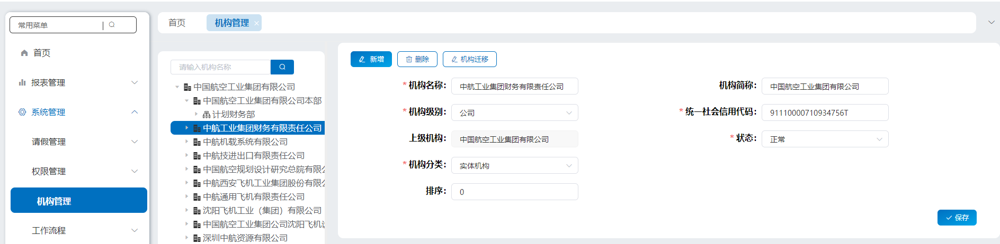 常用菜单
首页
报表管理
系统管理
请假管理
权限管理
机构管理
工作流程
首页
机构管理
请输入机构名称
中国航空工业集团有限公司
中国航空工业集团有限公司本部
计划财务部
中航工业集团财务有限责任公司
中航机载系统有限公司
中航技进出口有限责任公司
中国航空规划设计研究总院有限
中航西安飞机工业集团股份有限
中航通用飞机有限责任公司
沈阳飞机工业（集团）有限公司
中国航空工业集团公司沈阳飞机
深圳中航资源有限公司
新增 删除 机构迁移
*机构名称： 中航工业集团财务有限责任公司 机构简称： 中国航空工业集团有限公司
*机构级别： 公司 *统一社会信用代码： 91110000710934756T
上级机构： 中国航空工业集团有限公司 *状态： 正常
*机构分类： 实体机构
排序： 0
保存